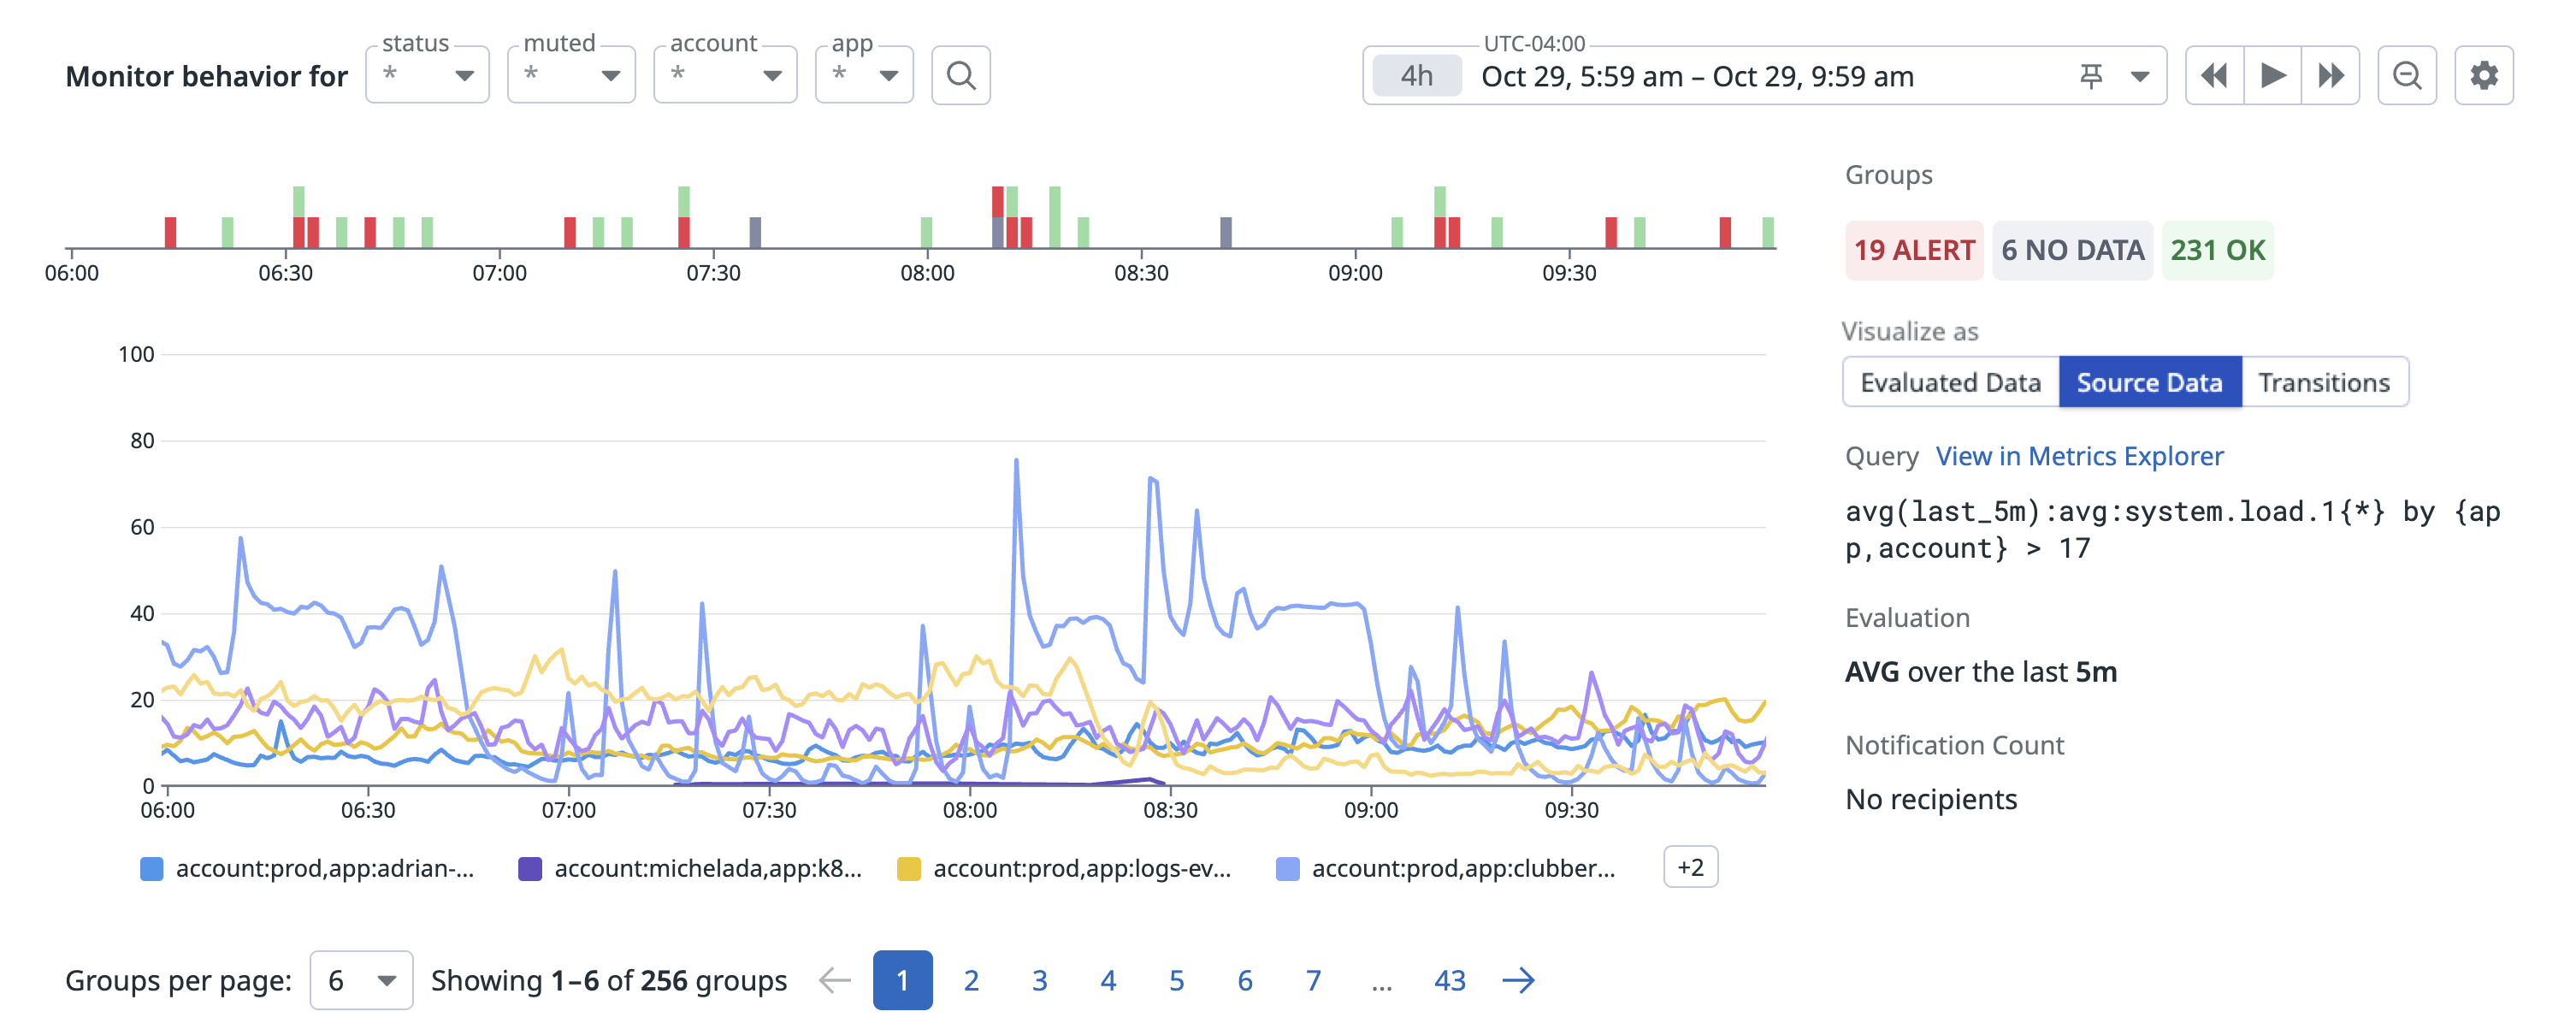 status muted account app UTC-04:00
Monitor behavior for * * * * 4h Oct 29, 5:59 am – Oct 29, 9:59 am
Groups
19 ALERT 6 NO DATA 231 OK
06:00 06:30 07:00 07:30 08:00 08:30 09:00 09:30
Visualize as
Evaluated Data Source Data Transitions
Query View in Metrics Explorer
avg(last_5m):avg:system.load.1{*} by {ap
p,account} > 17
Evaluation
AVG over the last 5m
Notification Count
No recipients
100
80
60
40
20
0
06:00 06:30 07:00 07:30 08:00 08:30 09:00 09:30
account:prod,app:adrian-... account:michelada,app:k8... account:prod,app:logs-ev... account:prod,app:clubber... +2
Groups per page: 6 Showing 1–6 of 256 groups 1 2 3 4 5 6 7 ... 43